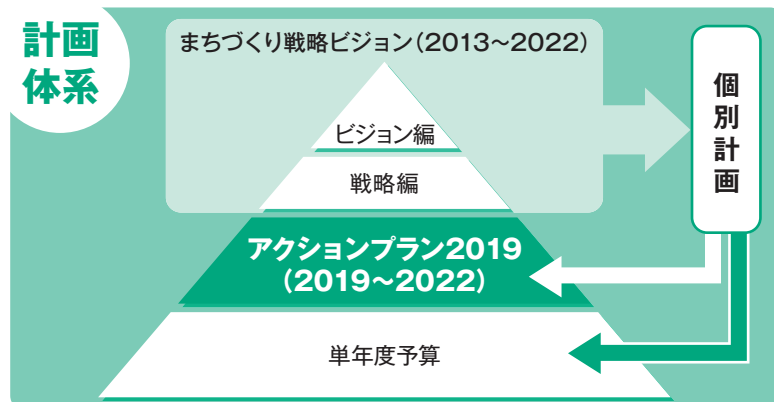 計画
体系
まちづくり戦略ビジョン（2013～2022）
ビジョン編
戦略編
アクションプラン2019
（2019～2022）
単年度予算
個別計画